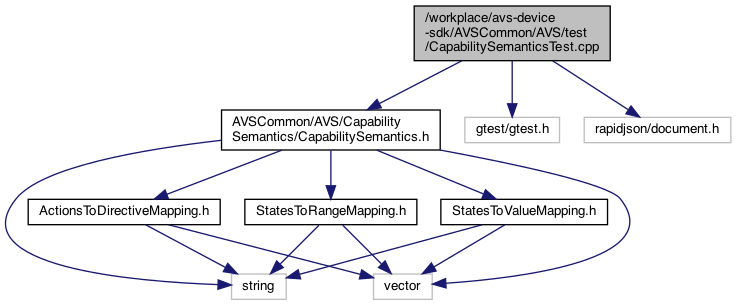 /workplace/avs-device
-sdk/AVSCommon/AVS/test
/CapabilitySemanticsTest.cpp
AVSCommon/AVS/Capability
Semantics/CapabilitySemantics.h
gtest/gtest.h
rapidjson/document.h
ActionsToDirectiveMapping.h
StatesToRangeMapping.h
StatesToValueMapping.h
string
vector